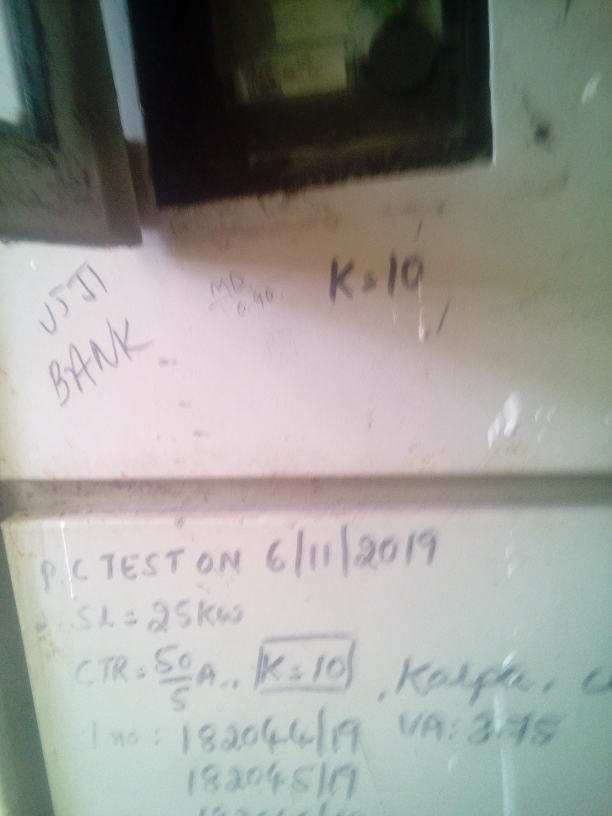 K=10
BANK
P.C TEST ON 6/11/2019
SL = 25KW
CTR = 50/5 A., K=10, Kalpa,
no: 182044/19 VA: 3.75
182045/19